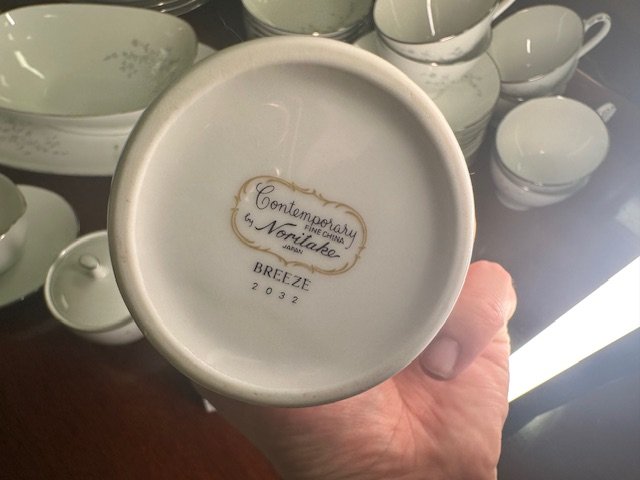 Contemporary
FINE CHINA
by Noritake
JAPAN
BREEZE
2032